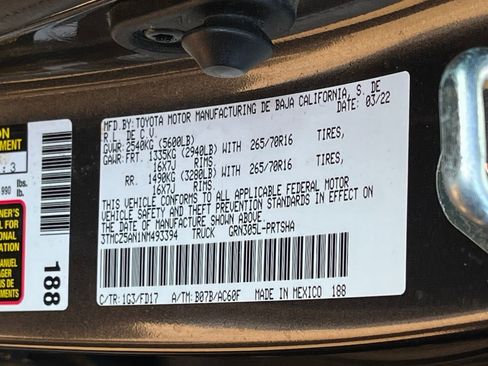 MFD.BY: TOYOTA MOTOR MANUFACTURING DE BAJA CALIFORNIA, S. DE
R.L. DE C.V. DATE: 03/22
GVWR: 2540KG (5600LB)
GAWR: FRT. 1335KG (2940LB) WITH 265/70R16 TIRES,
16X7J RIMS
RR. 1490KG (3280LB) WITH 265/70R16 TIRES,
16X7J RIMS
THIS VEHICLE CONFORMS TO ALL APPLICABLE FEDERAL MOTOR
VEHICLE SAFETY AND THEFT PREVENTION STANDARDS IN EFFECT ON
THE DATE OF MANUFACTURE SHOWN ABOVE.
3TMCZ5AN1NM493394 TRUCK GRN305L-PRTSHA
C/TR: 1G3/FD17 A/TM: B07B/AC60F MADE IN MEXICO 188
188
990 lbs.